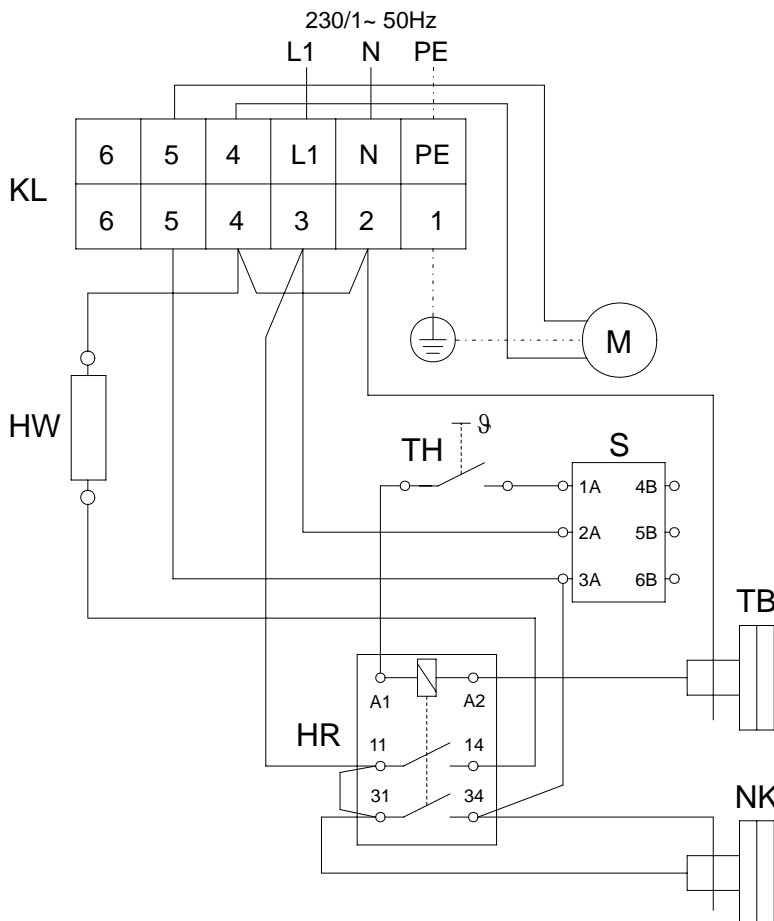 230/1~ 50Hz
L1 N PE
6 5 4 L1 N PE
KL
6 5 4 3 2 1
M
HW
TH ϑ S
1A 4B
2A 5B
3A 6B
TB
A1 A2
HR
11 14
31 34
NK